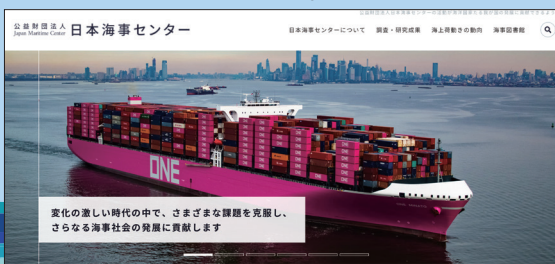 公益財団法人
Japan Maritime Center
日本海事センター
日本海事センターについて 調査・研究成果 海上荷動きの動向 海事図書館
ONE
変化の激しい時代の中で、さまざまな課題を克服し、
さらなる海事社会の発展に貢献します